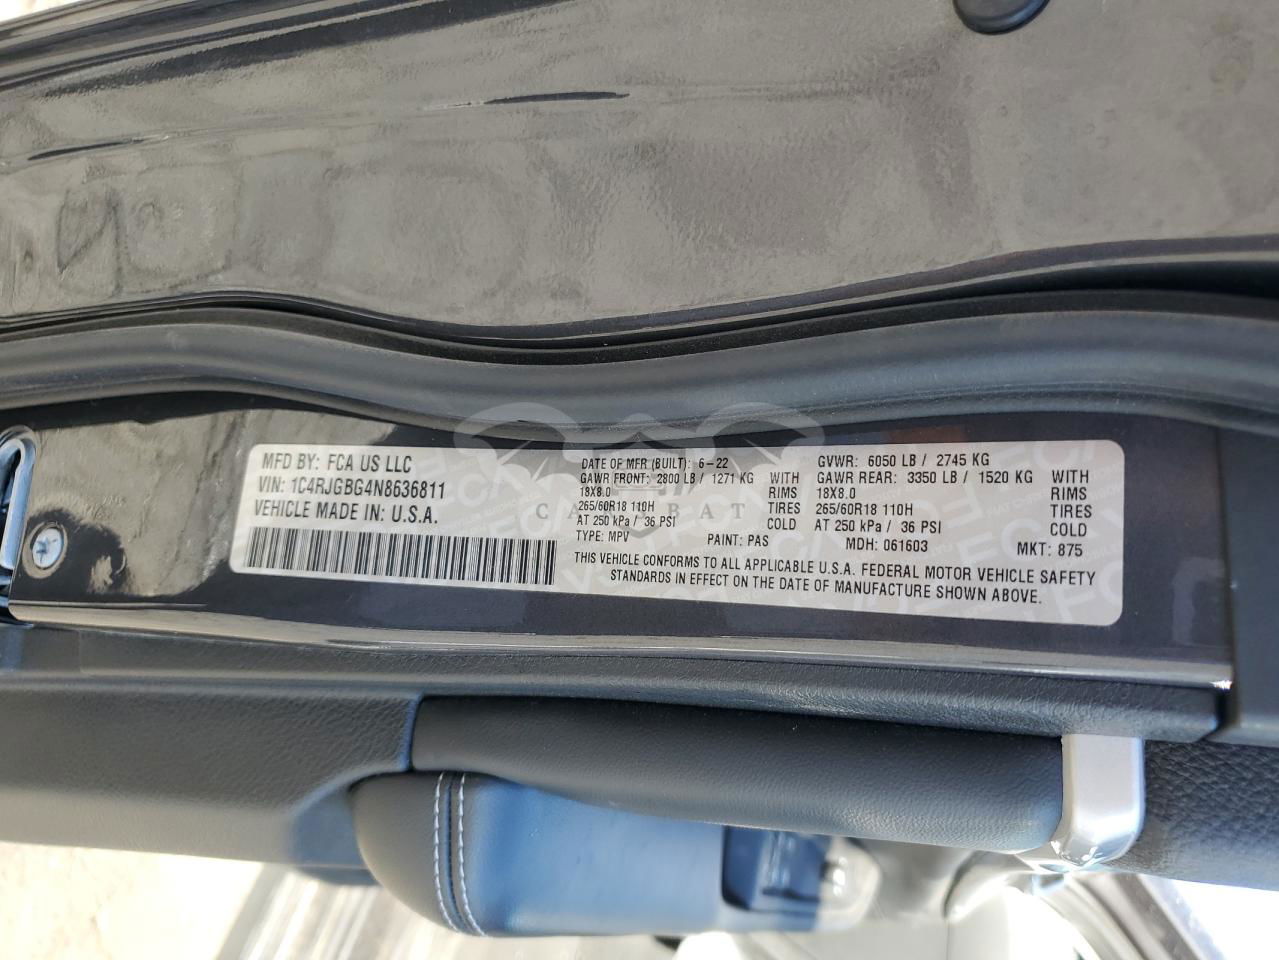 MFD BY: FCA US LLC
VIN: 1C4RJGBG4N8636811
VEHICLE MADE IN: U.S.A.
DATE OF MFR (BUILT): 6-22 GVWR: 6050 LB / 2745 KG
GAWR FRONT: 2800 LB / 1271 KG WITH GAWR REAR: 3350 LB / 1520 KG WITH
18X8.0 RIMS 18X8.0 RIMS
265/60R18 110H TIRES 265/60R18 110H TIRES
AT 250 kPa / 36 PSI COLD AT 250 kPa / 36 PSI COLD
TYPE: MPV PAINT: PAS MDH: 061603 MKT: 875
THIS VEHICLE CONFORMS TO ALL APPLICABLE U.S.A. FEDERAL MOTOR VEHICLE SAFETY
STANDARDS IN EFFECT ON THE DATE OF MANUFACTURE SHOWN ABOVE.